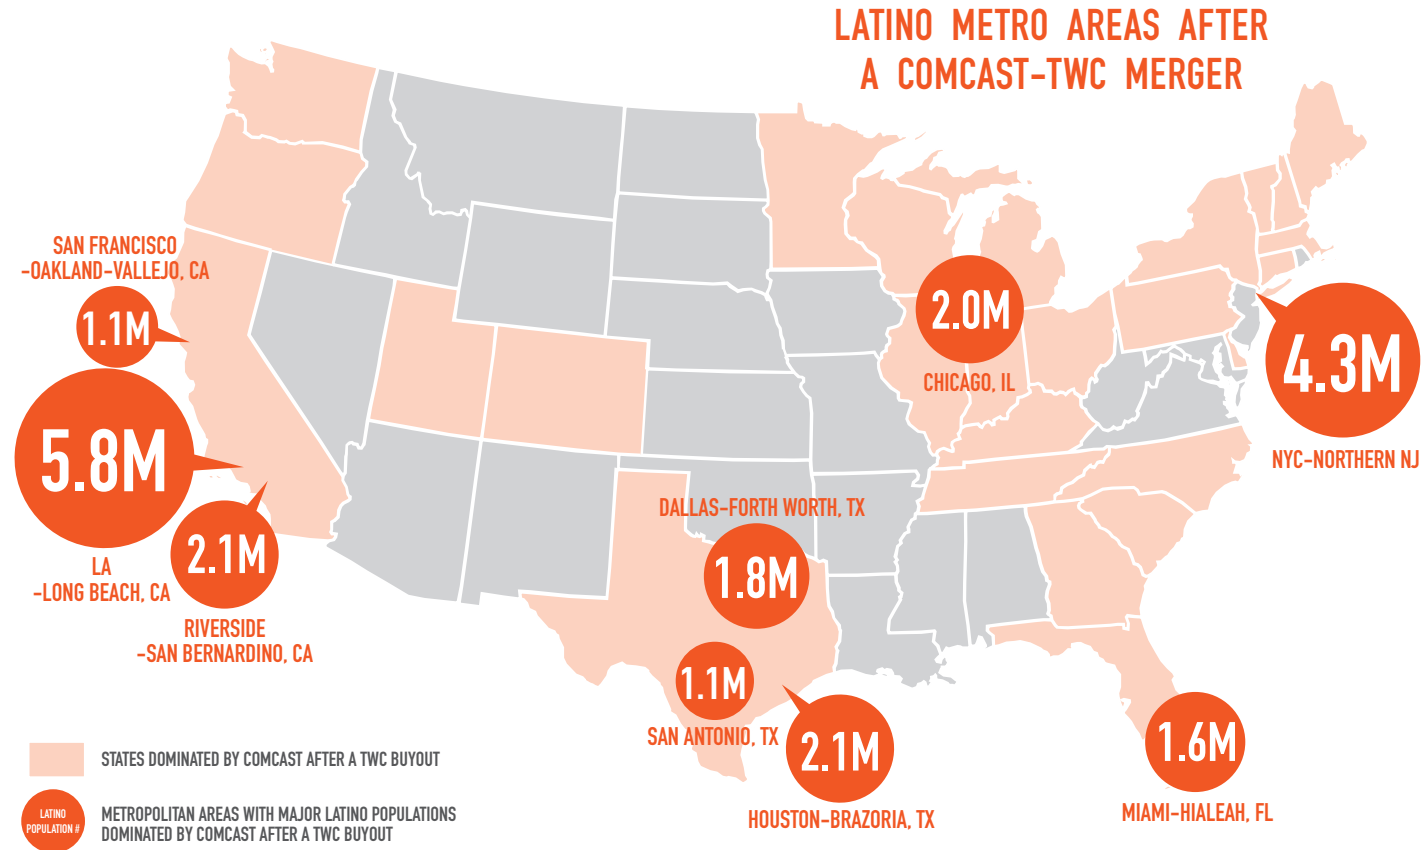 LATINO METRO AREAS AFTER
A COMCAST-TWC MERGER
SAN FRANCISCO
-OAKLAND-VALLEJO, CA
1.1M
5.8M
LA
-LONG BEACH, CA
2.1M
RIVERSIDE
-SAN BERNARDINO, CA
2.0M
CHICAGO, IL
4.3M
NYC-NORTHERN NJ
DALLAS-FORTH WORTH, TX
1.8M
1.1M
SAN ANTONIO, TX
2.1M
HOUSTON-BRAZORIA, TX
1.6M
MIAMI-HIALEAH, FL
STATES DOMINATED BY COMCAST AFTER A TWC BUYOUT
LATINO
POPULATION #
METROPOLITAN AREAS WITH MAJOR LATINO POPULATIONS
DOMINATED BY COMCAST AFTER A TWC BUYOUT